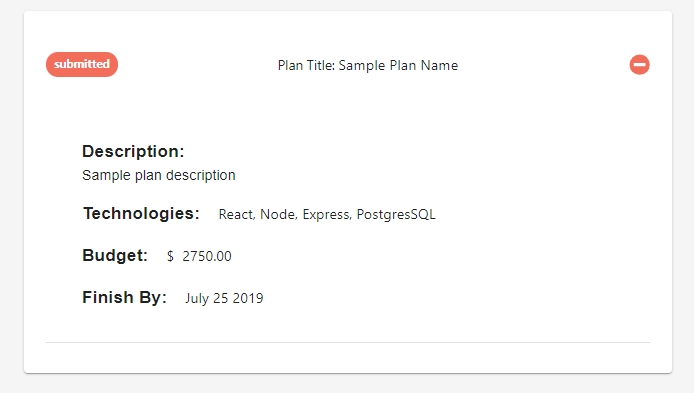 submitted
Plan Title: Sample Plan Name
Description:
Sample plan description
Technologies: React, Node, Express, PostgresSQL
Budget: $ 2750.00
Finish By: July 25 2019